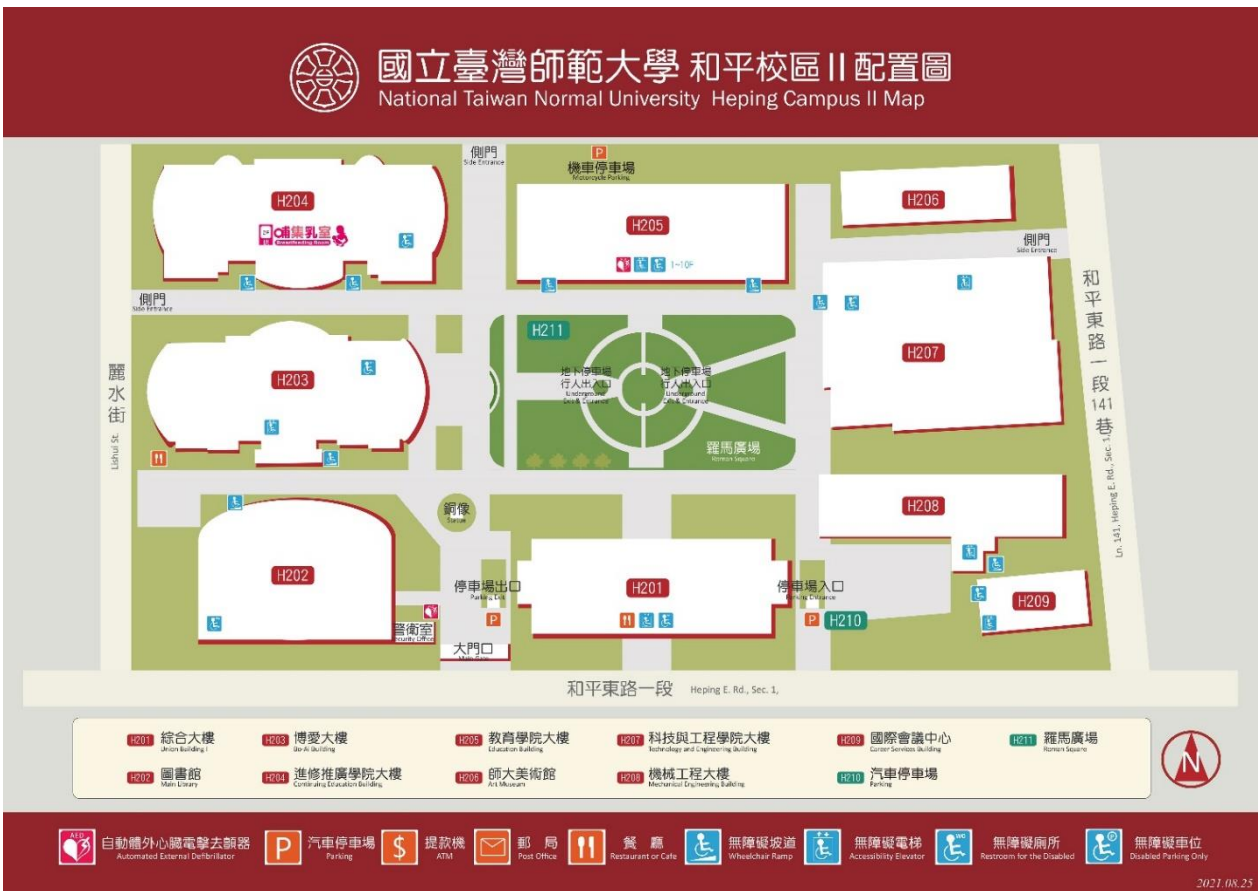 國立臺灣師範大學 和平校區 II 配置圖
National Taiwan Normal University Heping Campus II Map
側門
Side Entrance
P
機車停車場
Motorcycle Parking
H204
哺集乳室
Breastfeeding Room
H205
1~10F
H206
側門
Side Entrance
側門
Side Entrance
H211
H203
地下停車場
行人出入口
Underground
Exit & Entrance
地下停車場
行人出入口
Underground
Exit & Entrance
羅馬廣場
Roman Square
H207
麗水街
Lishui St.
和平東路一段141巷
Ln. 141, Heping E. Rd., Sec. 1,
銅像
Statue
H208
H202
停車場出口
Parking Exit
P
H201
停車場入口
Parking Entrance
P
H210
H209
警衛室
Security Office
大門口
Main Gate
和平東路一段 Heping E. Rd., Sec. 1,
H201 綜合大樓
Union Building I
H203 博愛大樓
Bo-Ai Building
H205 教育學院大樓
Education Building
H207 科技與工程學院大樓
Technology and Engineering Building
H209 國際會議中心
Career Services Building
H211 羅馬廣場
Roman Square
H202 圖書館
Main Library
H204 進修推廣學院大樓
Continuing Education Building
H206 師大美術館
Art Museum
H208 機械工程大樓
Mechanical Engineering Building
H210 汽車停車場
Parking
N
AED
自動體外心臟電擊去顫器
Automated External Defibrillator
P
汽車停車場
Parking
$
提款機
ATM
郵局
Post Office
餐廳
Restaurant or Cafe
無障礙坡道
Wheelchair Ramp
無障礙電梯
Accessibility Elevator
WC
無障礙廁所
Restroom for the Disabled
P
無障礙車位
Disabled Parking Only
2021.08.25